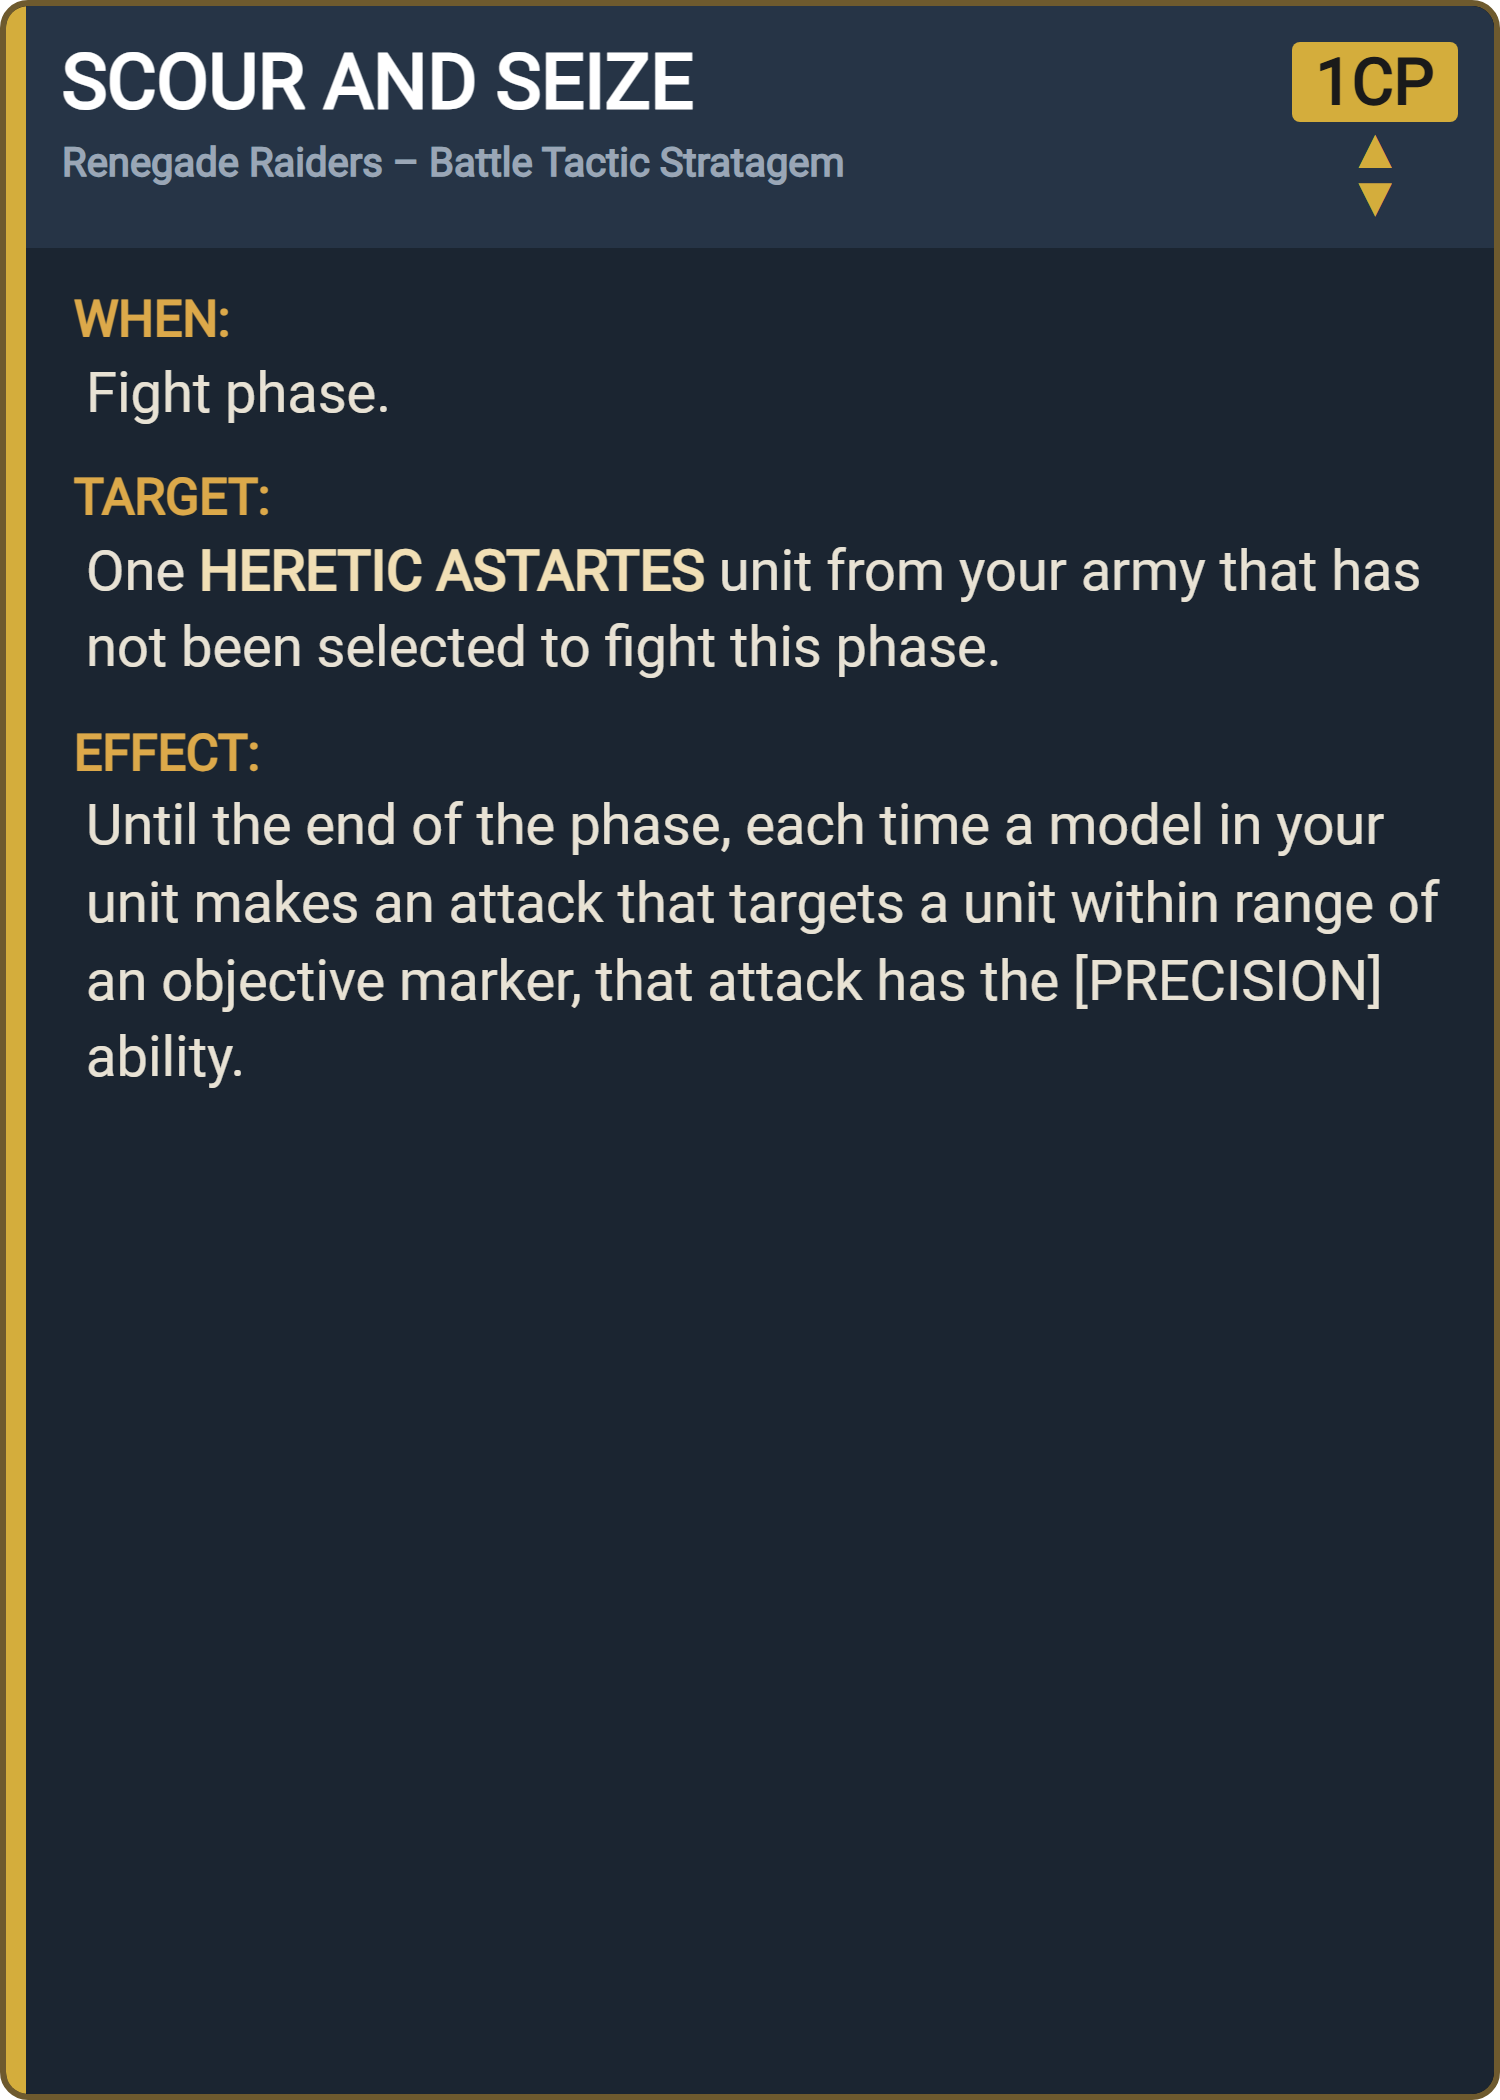 SCOUR AND SEIZE
Renegade Raiders – Battle Tactic Stratagem
1CP
▲
▼
WHEN:
Fight phase.
TARGET:
One HERETIC ASTARTES unit from your army that has
not been selected to fight this phase.
EFFECT:
Until the end of the phase, each time a model in your
unit makes an attack that targets a unit within range of
an objective marker, that attack has the [PRECISION]
ability.